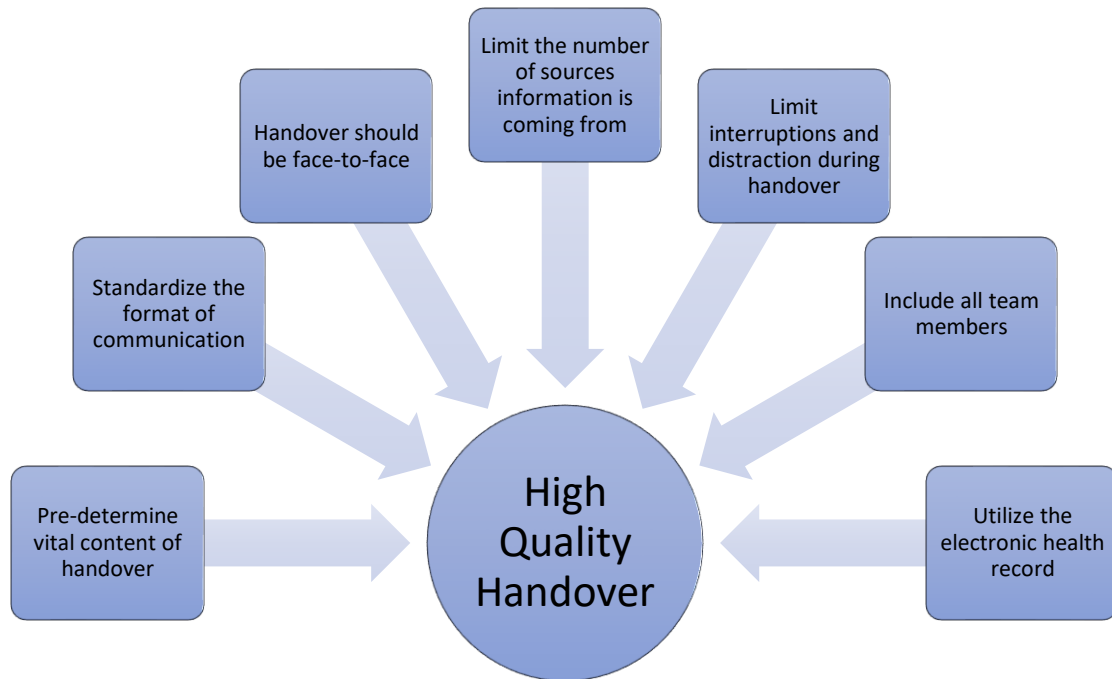 Limit the number
of sources
information is
coming from
Handover should
be face-to-face
Limit
interruptions and
distraction during
handover
Standardize the
format of
communication
Include all team
members
Pre-determine
vital content of
handover
High
Quality
Handover
Utilize the
electronic health
record